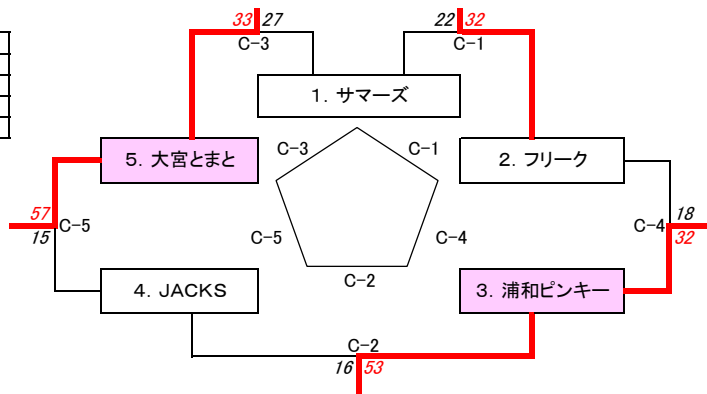 33 27
22 32
C-3
C-1
1. サマーズ
5. 大宮とまと
C-3
C-1
2. フリーク
57
15
C-5
C-5
C-4
C-4
18
32
C-2
4. JACKS
3. 浦和ピンキー
C-2
16 53